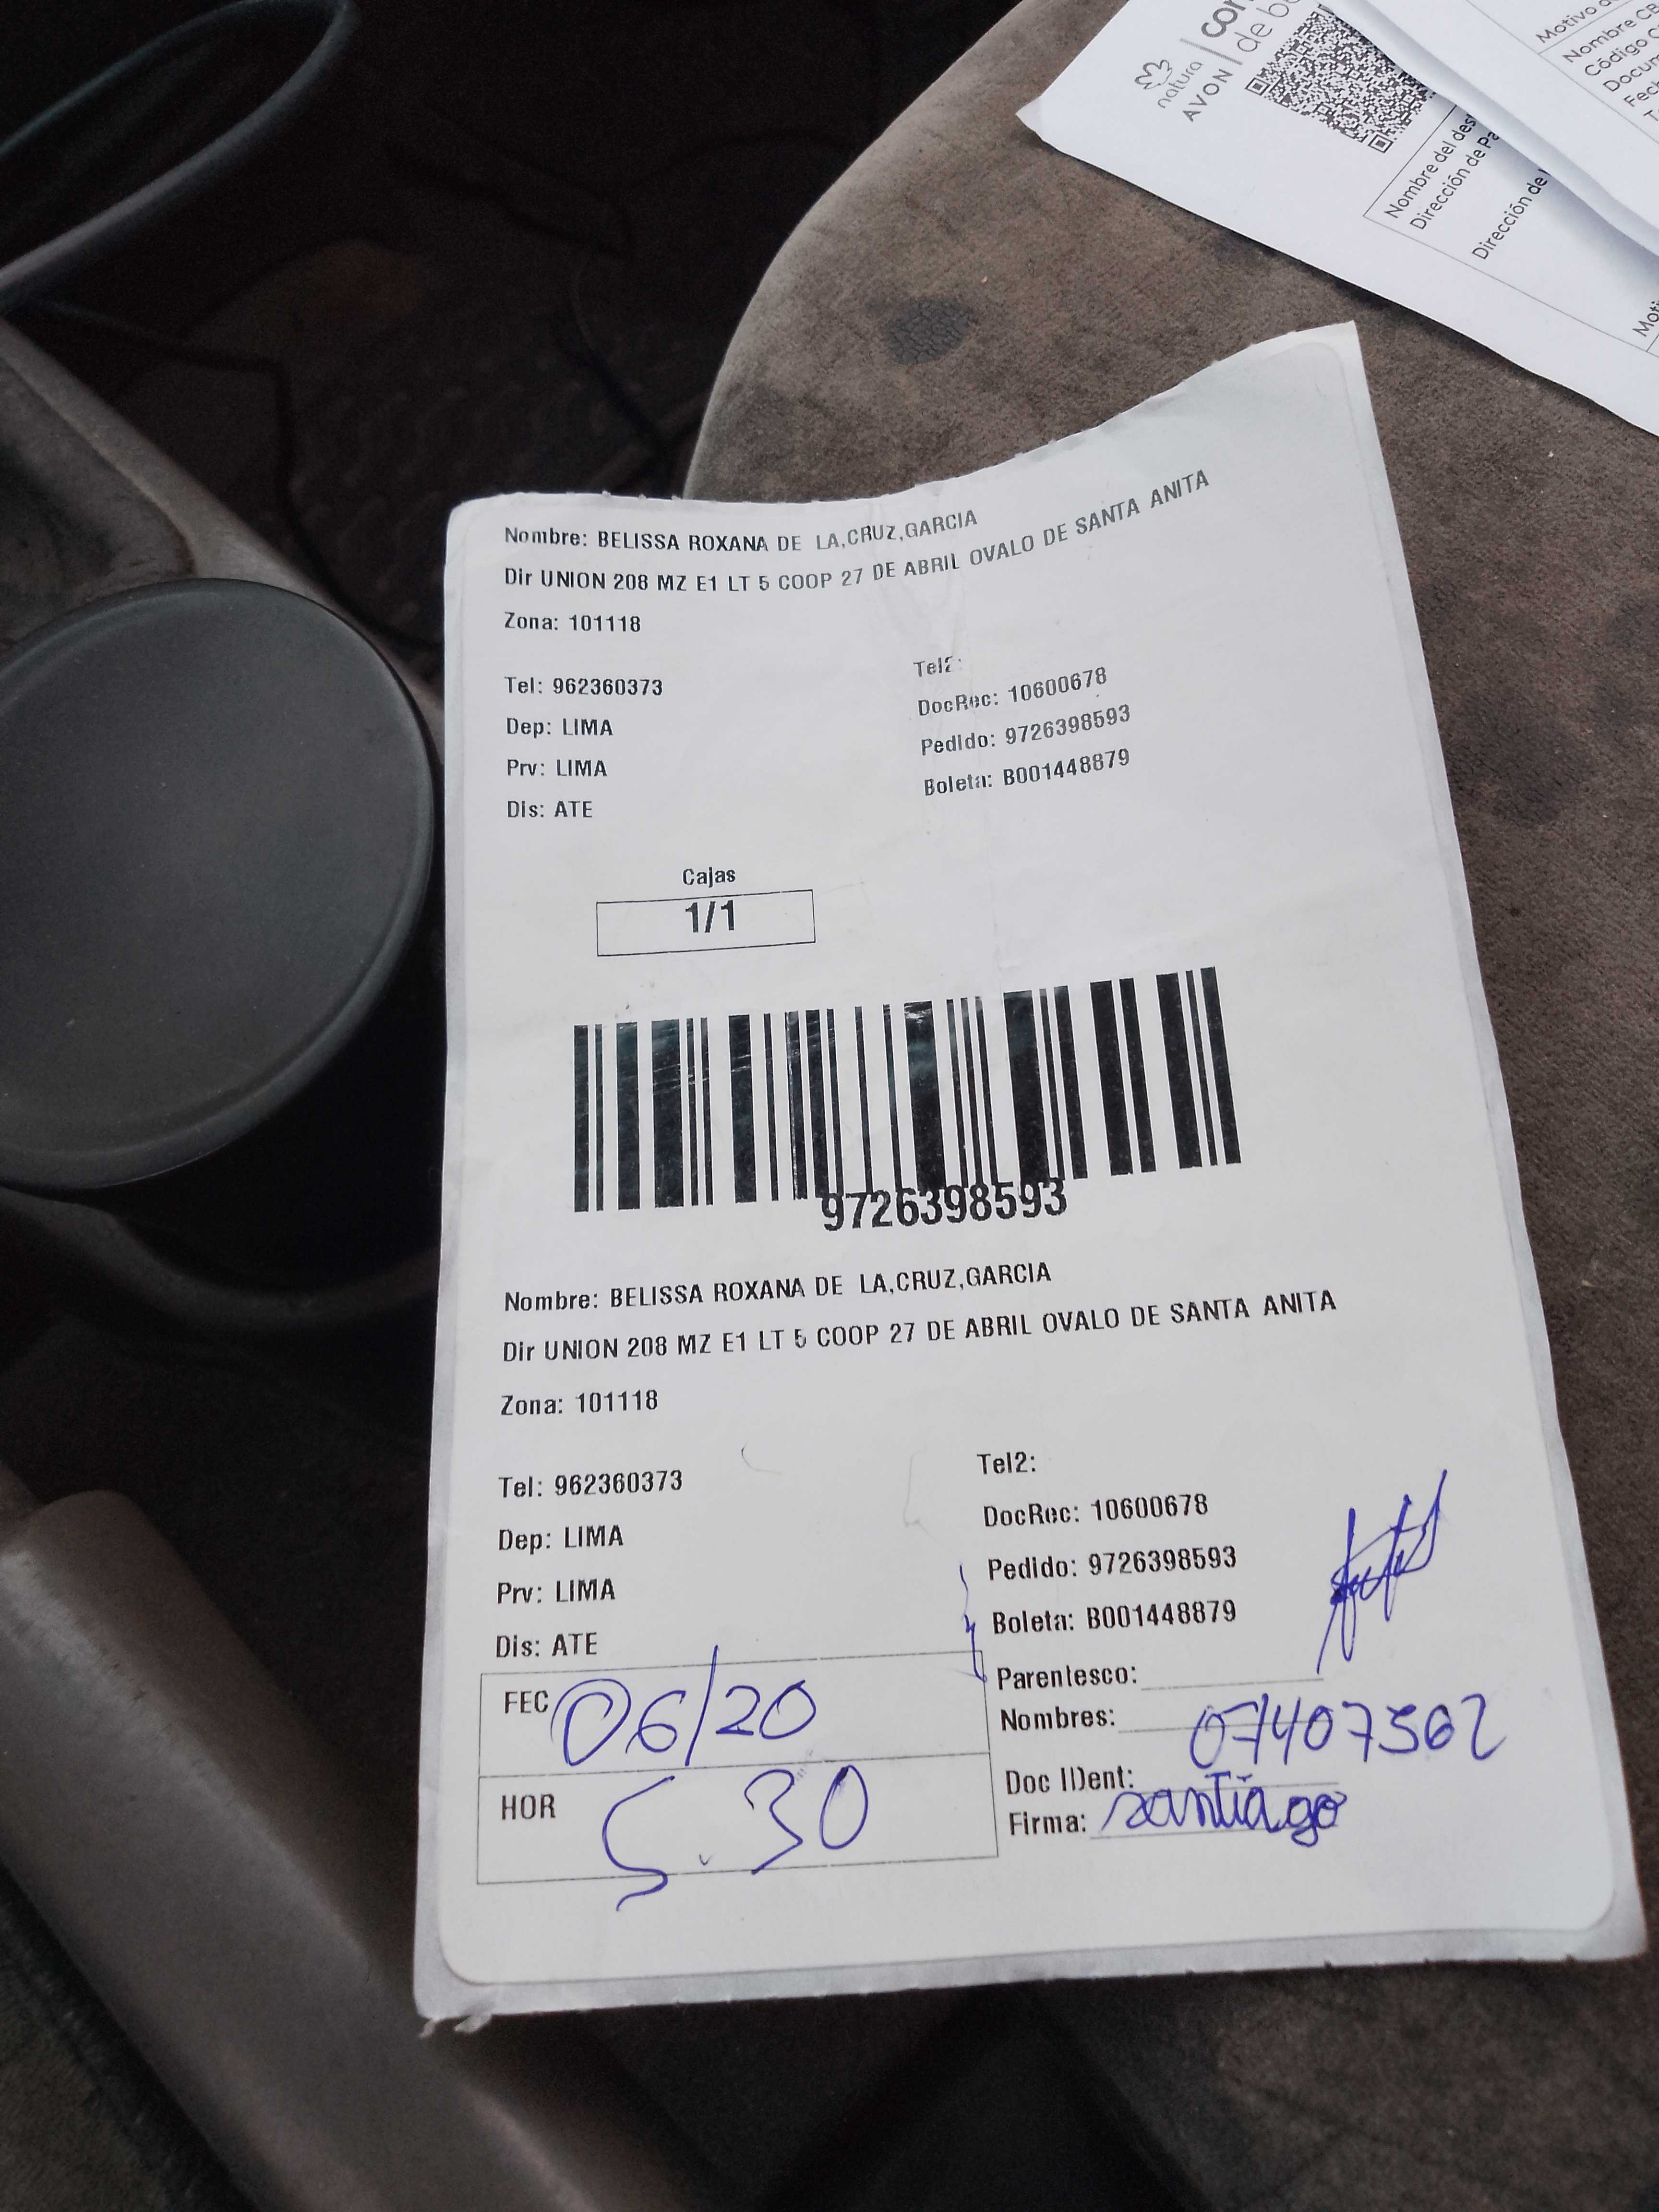 natura
AVON
de b
Nombre del des
Dirección de Pa
Dirección de
Nombre CB
Nombre: BELISSA ROXANA DE LA,CRUZ,GARCIA
Dir UNION 208 MZ E1 LT 5 COOP 27 DE ABRIL OVALO DE SANTA ANITA
Zona: 101118
Tel: 962360373
Tel2:
Dep: LIMA
DocRec: 10600678
Prv: LIMA
Pedido: 9726398593
Dis: ATE
Boleta: B001448879
Cajas
1/1
9726398593
Nombre: BELISSA ROXANA DE LA,CRUZ,GARCIA
Dir UNION 208 MZ E1 LT 5 COOP 27 DE ABRIL OVALO DE SANTA ANITA
Zona: 101118
Tel: 962360373
Tel2:
Dep: LIMA
DocRec: 10600678
Prv: LIMA
Pedido: 9726398593
Dis: ATE
Boleta: B001448879
FEC 06/20
Parentesco:
Nombres: 07407562
HOR 5.30
Doc IDent:
Firma: santiago